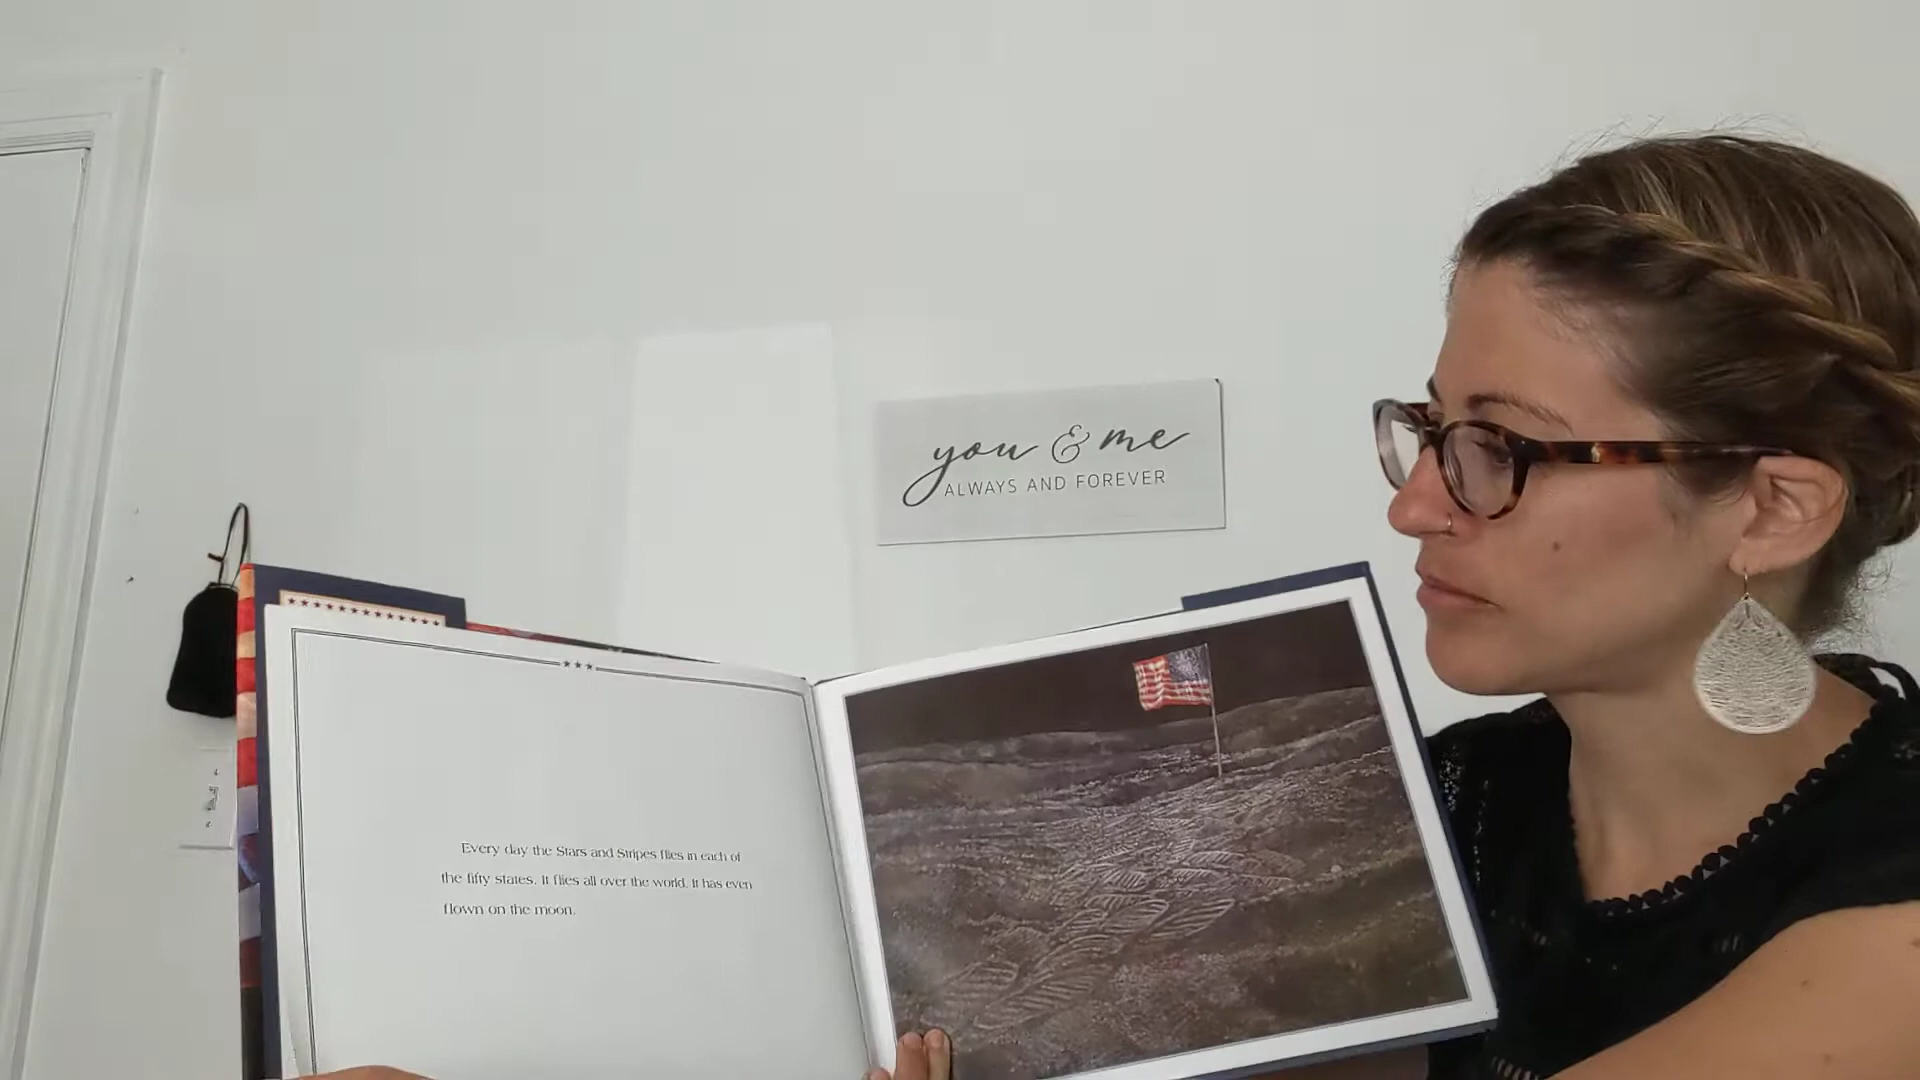 you & me
ALWAYS AND FOREVER
Every day the Stars and Stripes flies in each of
the fifty states. It flies all over the world. It has even
flown on the moon.